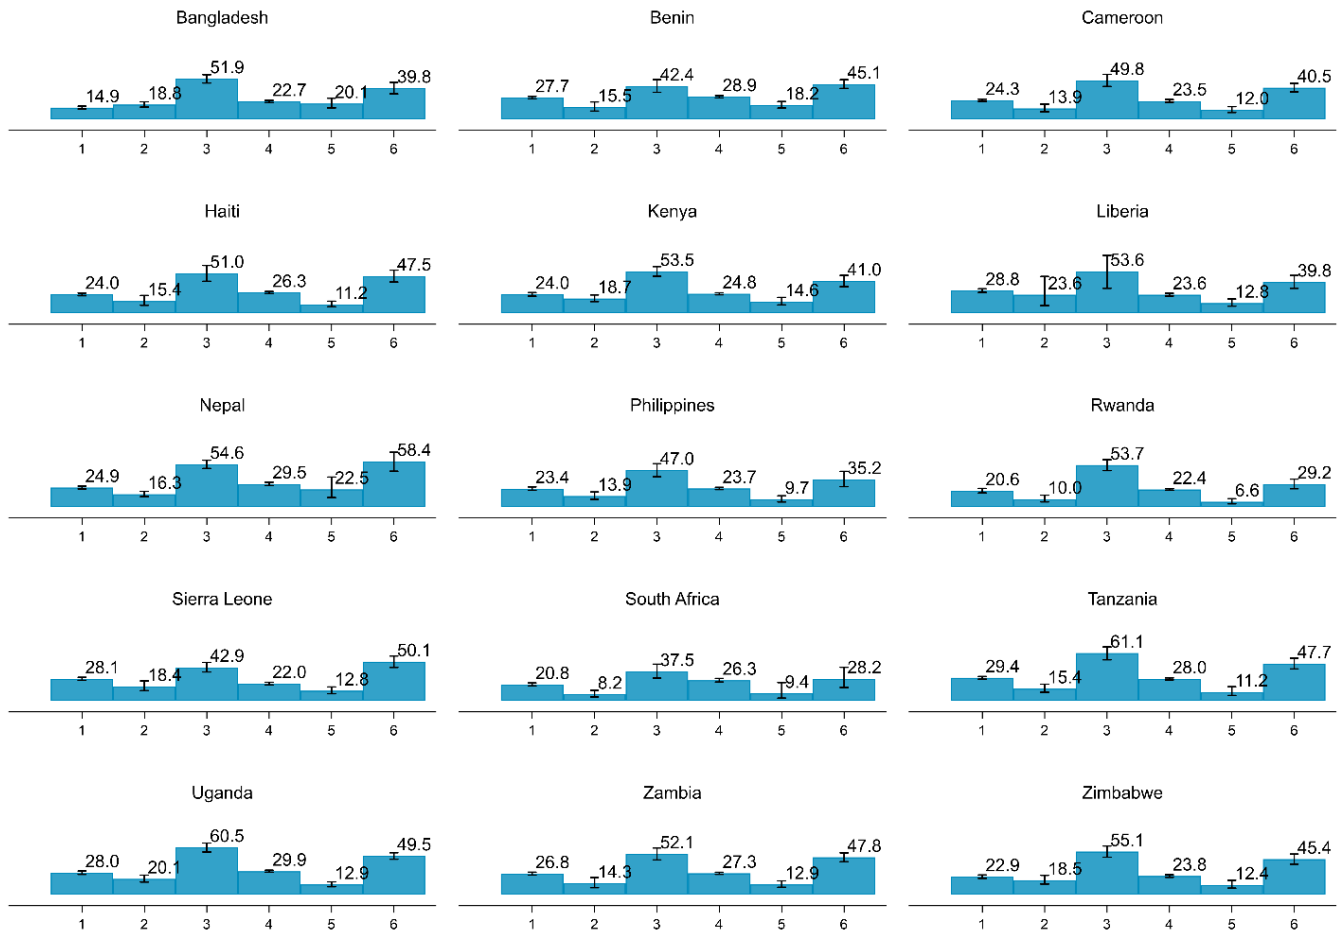 Bangladesh Benin Cameroon
14.9 18.8 51.9 22.7 20.1 39.8 27.7 15.5 42.4 28.9 18.2 45.1 24.3 13.9 49.8 23.5 12.0 40.5
1 2 3 4 5 6 1 2 3 4 5 6 1 2 3 4 5 6
Haiti Kenya Liberia
24.0 15.4 51.0 26.3 11.2 47.5 24.0 18.7 53.5 24.8 14.6 41.0 28.8 23.6 53.6 23.6 12.8 39.8
1 2 3 4 5 6 1 2 3 4 5 6 1 2 3 4 5 6
Nepal Philippines Rwanda
24.9 16.3 54.6 29.5 22.5 58.4 23.4 13.9 47.0 23.7 9.7 35.2 20.6 10.0 53.7 22.4 6.6 29.2
1 2 3 4 5 6 1 2 3 4 5 6 1 2 3 4 5 6
Sierra Leone South Africa Tanzania
28.1 18.4 42.9 22.0 12.8 50.1 20.8 8.2 37.5 26.3 9.4 28.2 29.4 15.4 61.1 28.0 11.2 47.7
1 2 3 4 5 6 1 2 3 4 5 6 1 2 3 4 5 6
Uganda Zambia Zimbabwe
28.0 20.1 60.5 29.9 12.9 49.5 26.8 14.3 52.1 27.3 12.9 47.8 22.9 18.5 55.1 23.8 12.4 45.4
1 2 3 4 5 6 1 2 3 4 5 6 1 2 3 4 5 6